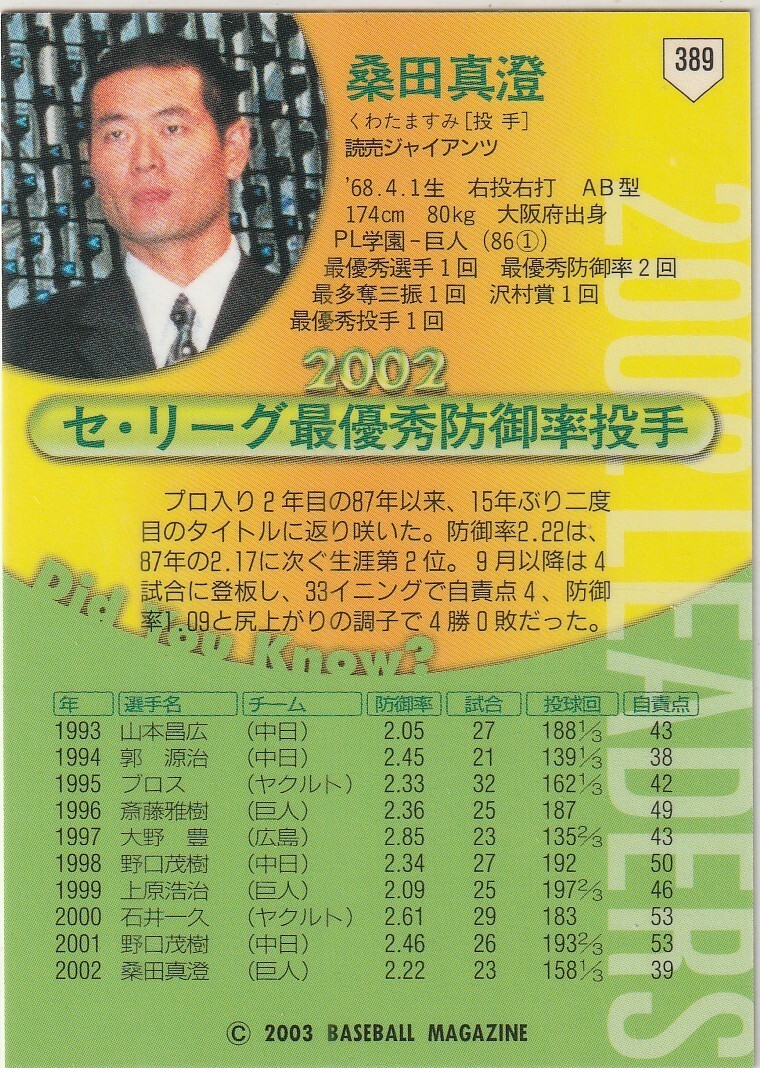 389
桑田真澄
くわたますみ［投 手］
読売ジャイアンツ
'68.4.1生　右投右打　AB型
174cm　80kg　大阪府出身
PL学園－巨人（86①）
最優秀選手1回　最優秀防御率2回
最多奪三振1回　沢村賞1回
最優秀投手1回
2002
セ・リーグ最優秀防御率投手
プロ入り2年目の87年以来、15年ぶり二度
目のタイトルに返り咲いた。防御率2.22は、
87年の2.17に次ぐ生涯第2位。9月以降は4
試合に登板し、33イニングで自責点4、防御
率1.09と尻上がりの調子で4勝0敗だった。
Did You Know?
2002 LEADERS
年 選手名 チーム 防御率 試合 投球回 自責点
1993 山本昌広 （中日） 2.05 27 188⅓ 43
1994 郭　源治 （中日） 2.45 21 139⅓ 38
1995 ブロス （ヤクルト） 2.33 32 162⅓ 42
1996 斎藤雅樹 （巨人） 2.36 25 187 49
1997 大野　豊 （広島） 2.85 23 135⅔ 43
1998 野口茂樹 （中日） 2.34 27 192 50
1999 上原浩治 （巨人） 2.09 25 197⅔ 46
2000 石井一久 （ヤクルト） 2.61 29 183 53
2001 野口茂樹 （中日） 2.46 26 193⅔ 53
2002 桑田真澄 （巨人） 2.22 23 158⅓ 39
© 2003 BASEBALL MAGAZINE